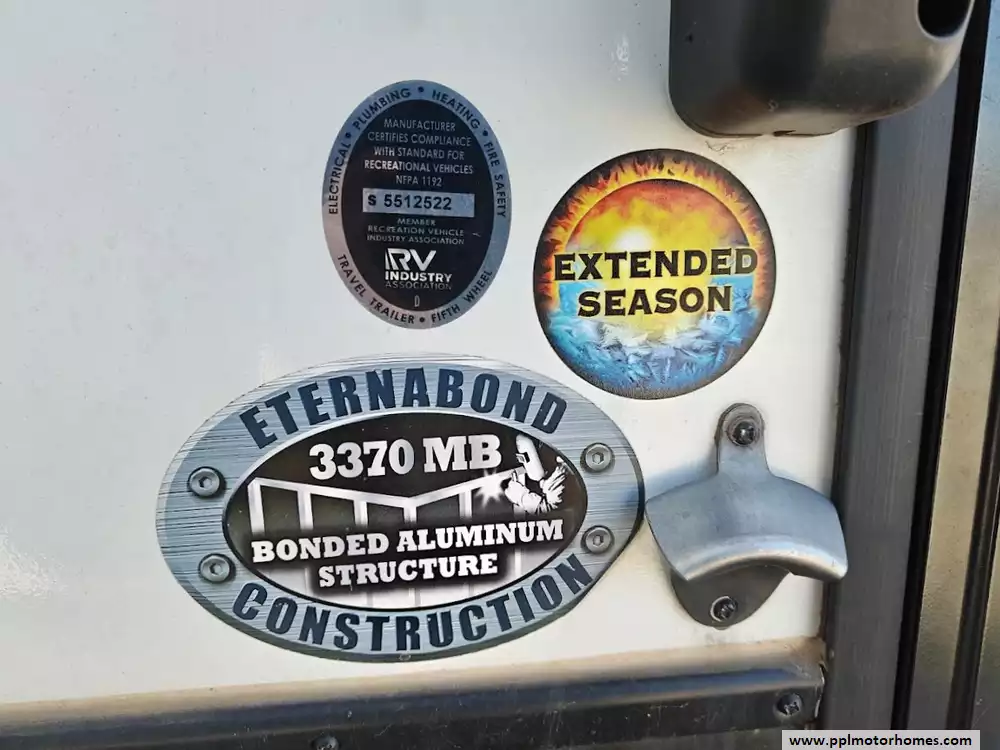 ELECTRICAL • PLUMBING • HEATING • FIRE SAFETY
MANUFACTURER
CERTIFIES COMPLIANCE
WITH STANDARD FOR
RECREATIONAL VEHICLES
NFPA 1192
S 5512522
MEMBER
RECREATION VEHICLE
INDUSTRY ASSOCIATION
RV
INDUSTRY
ASSOCIATION
D
TRAVEL TRAILER • FIFTH WHEEL
EXTENDED
SEASON
ETERNABOND
3370 MB
BONDED ALUMINUM
STRUCTURE
CONSTRUCTION
www.pplmotorhomes.com